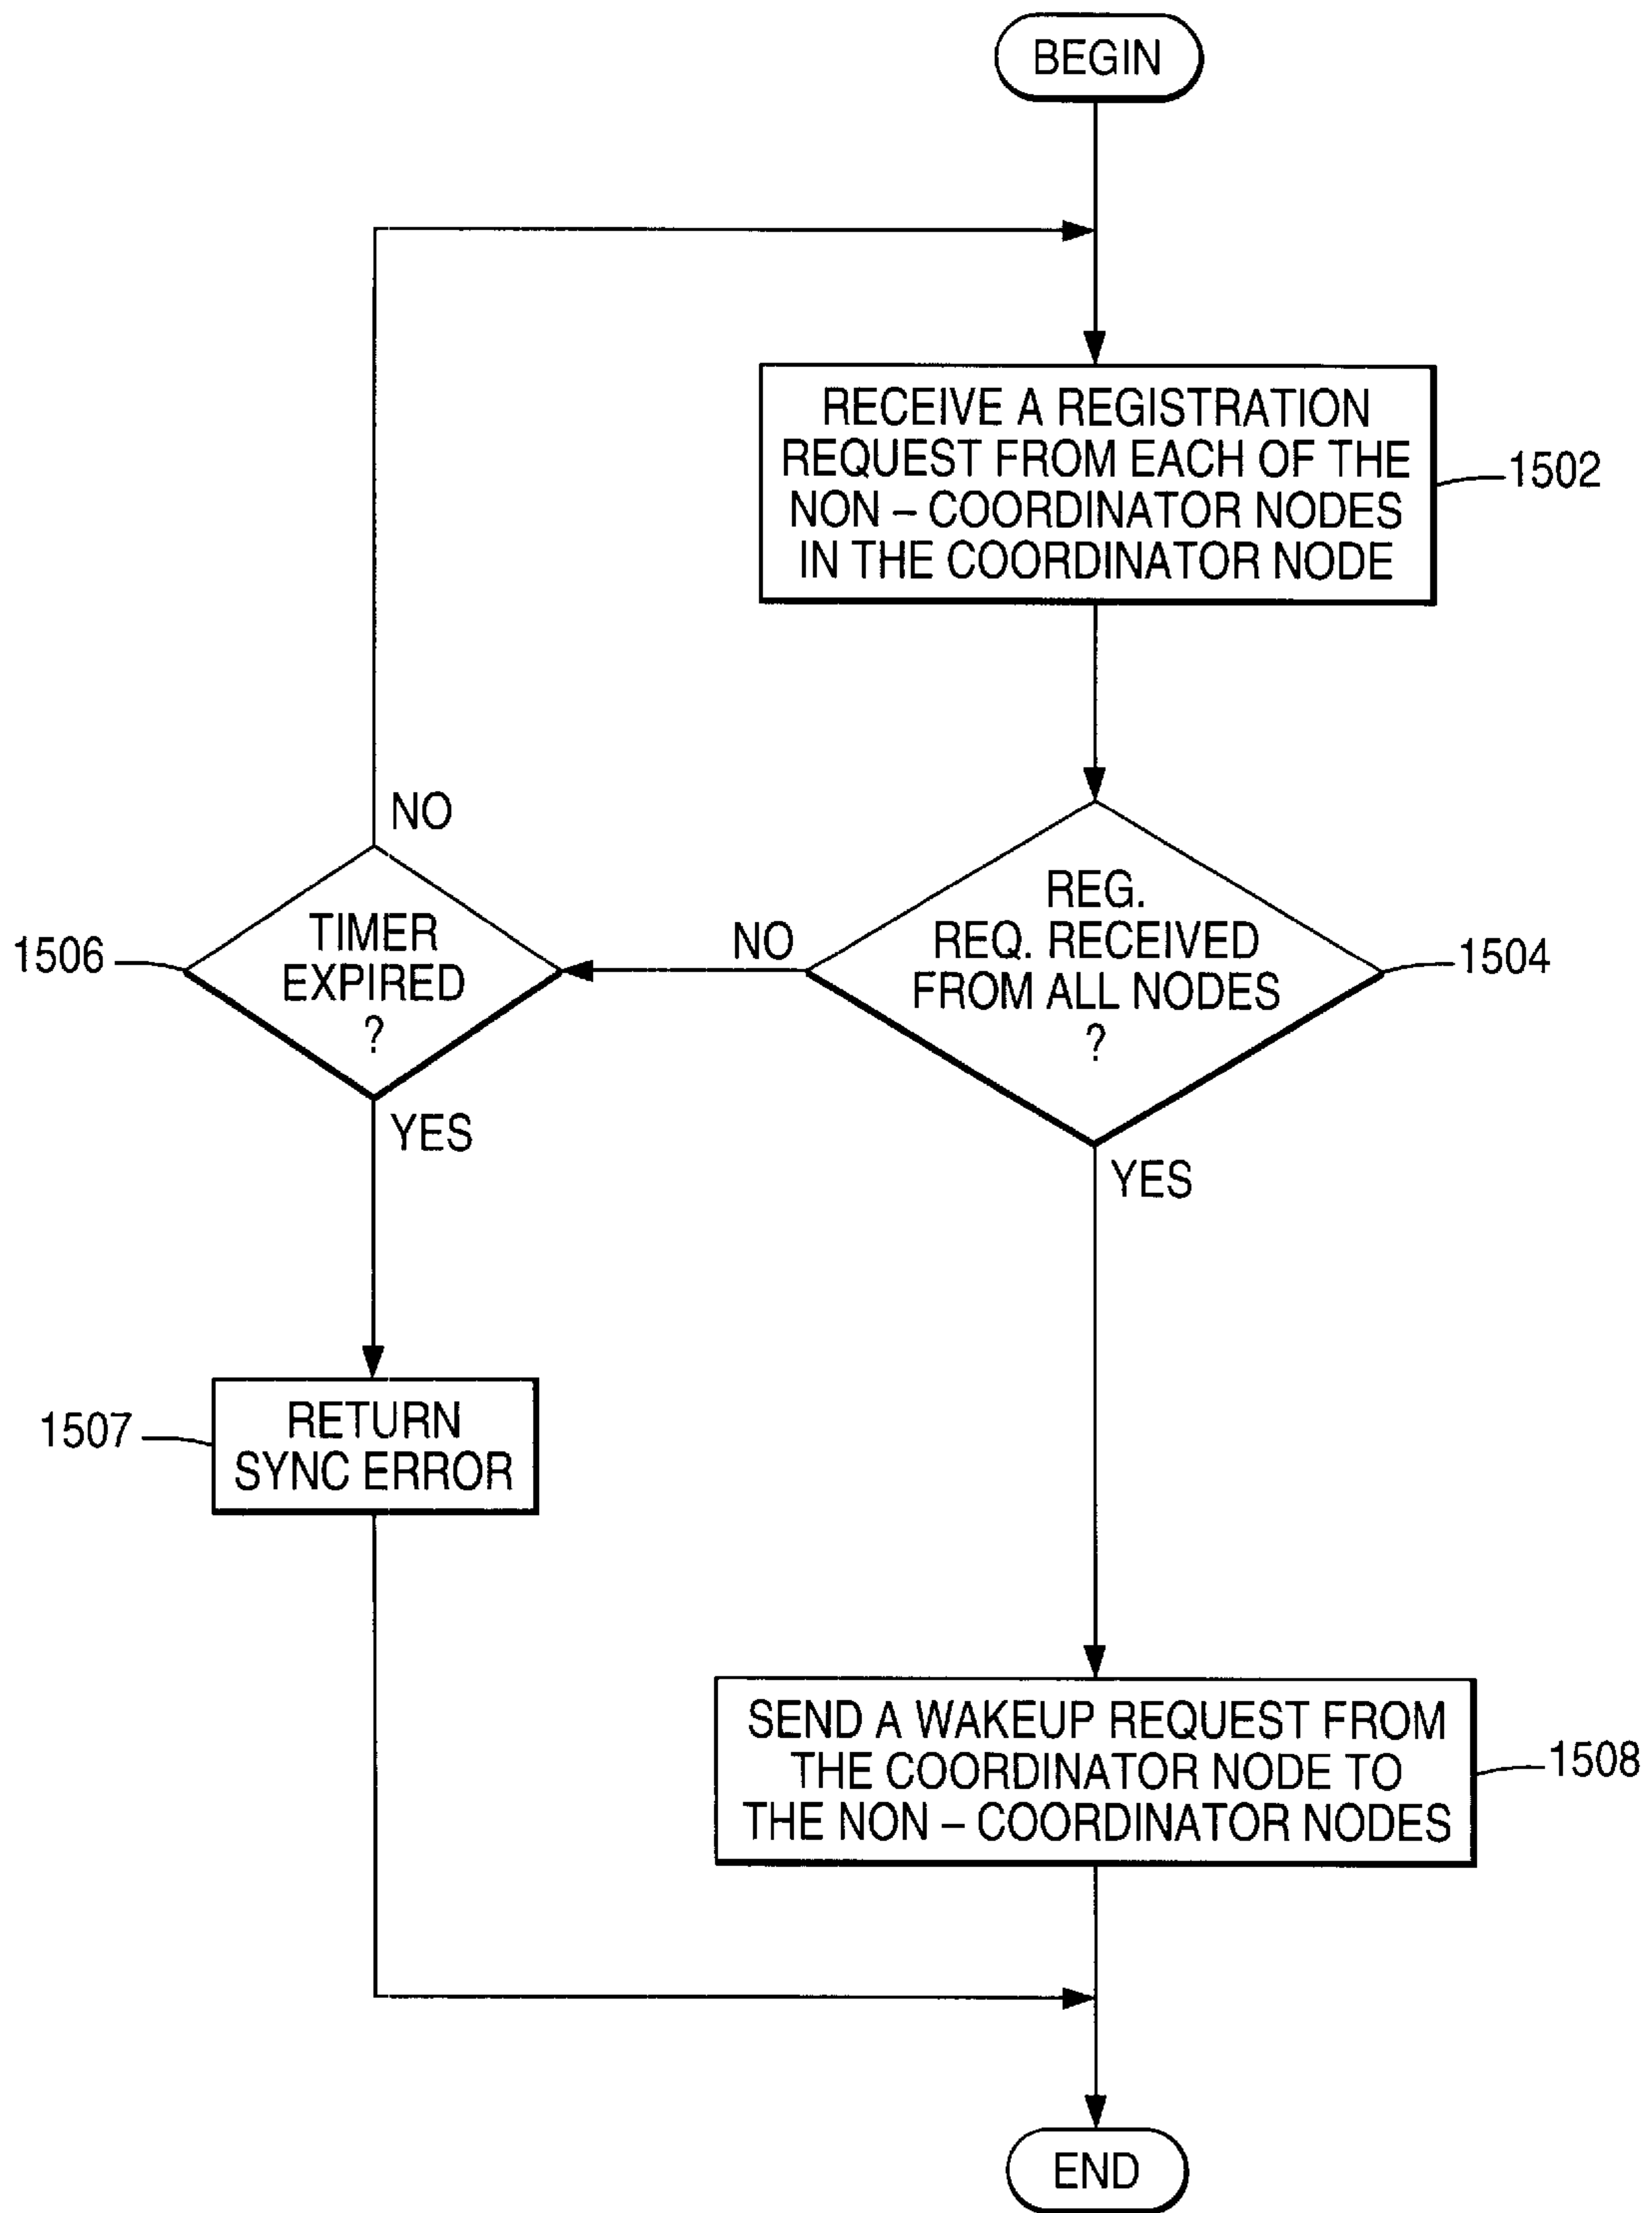 BEGIN
RECEIVE A REGISTRATION
REQUEST FROM EACH OF THE
NON – COORDINATOR NODES
IN THE COORDINATOR NODE
1502
NO
TIMER
EXPIRED
?
1506
NO
REG.
REQ. RECEIVED
FROM ALL NODES
?
1504
YES
YES
RETURN
SYNC ERROR
1507
SEND A WAKEUP REQUEST FROM
THE COORDINATOR NODE TO
THE NON – COORDINATOR NODES
1508
END